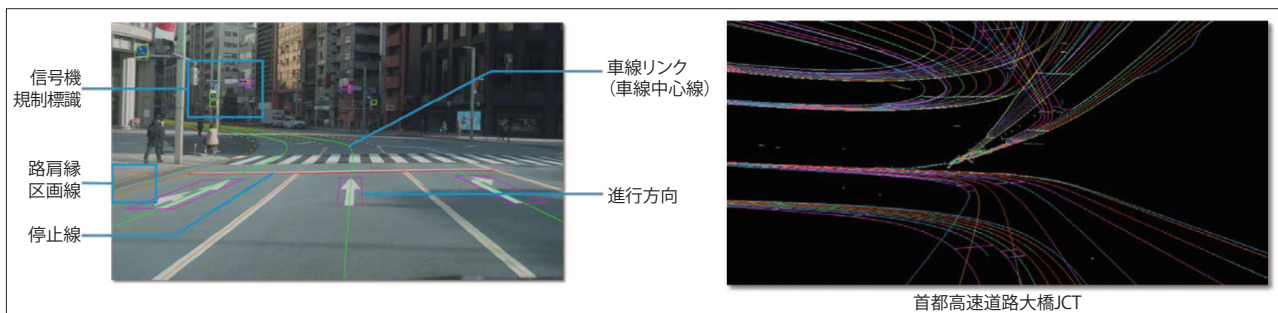 信号機
規制標識
路肩縁
区画線
停止線
車線リンク
（車線中心線）
進行方向
首都高速道路大橋JCT